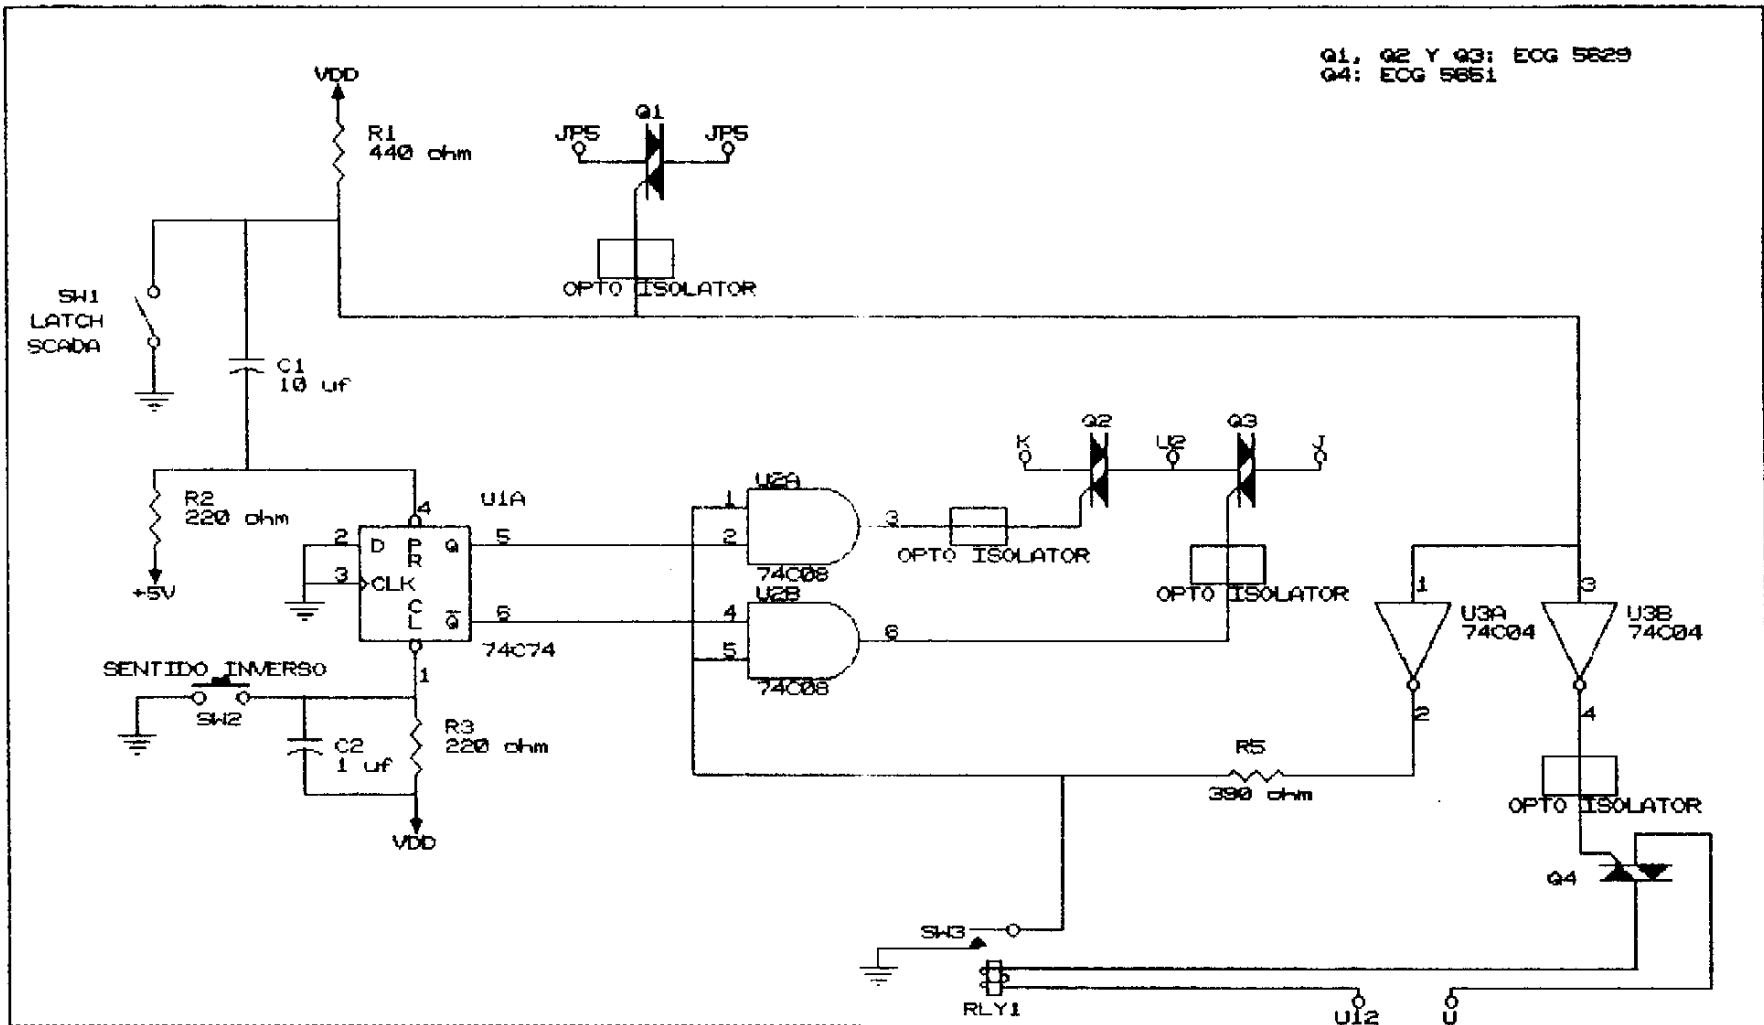 Q1, Q2 Y Q3: ECG 5629
Q4: ECG 5651
VDD
R1
440 ohm
JP5
Q1
JP5
OPTO ISOLATOR
SW1
LATCH
SCADA
C1
10 uf
R2
220 ohm
+5V
U1A
4
2
D
PR
Q
5
3
CLK
CL
Q
6
74C74
1
SENTIDO INVERSO
SW2
C2
1 uf
R3
220 ohm
VDD
U2A
1
2
3
74C08
U2B
4
5
6
74C08
OPTO ISOLATOR
K
Q2
U2
Q3
J
OPTO ISOLATOR
1
U3A
74C04
2
3
U3B
74C04
4
R5
390 ohm
OPTO ISOLATOR
Q4
SW3
RLY1
U12
U